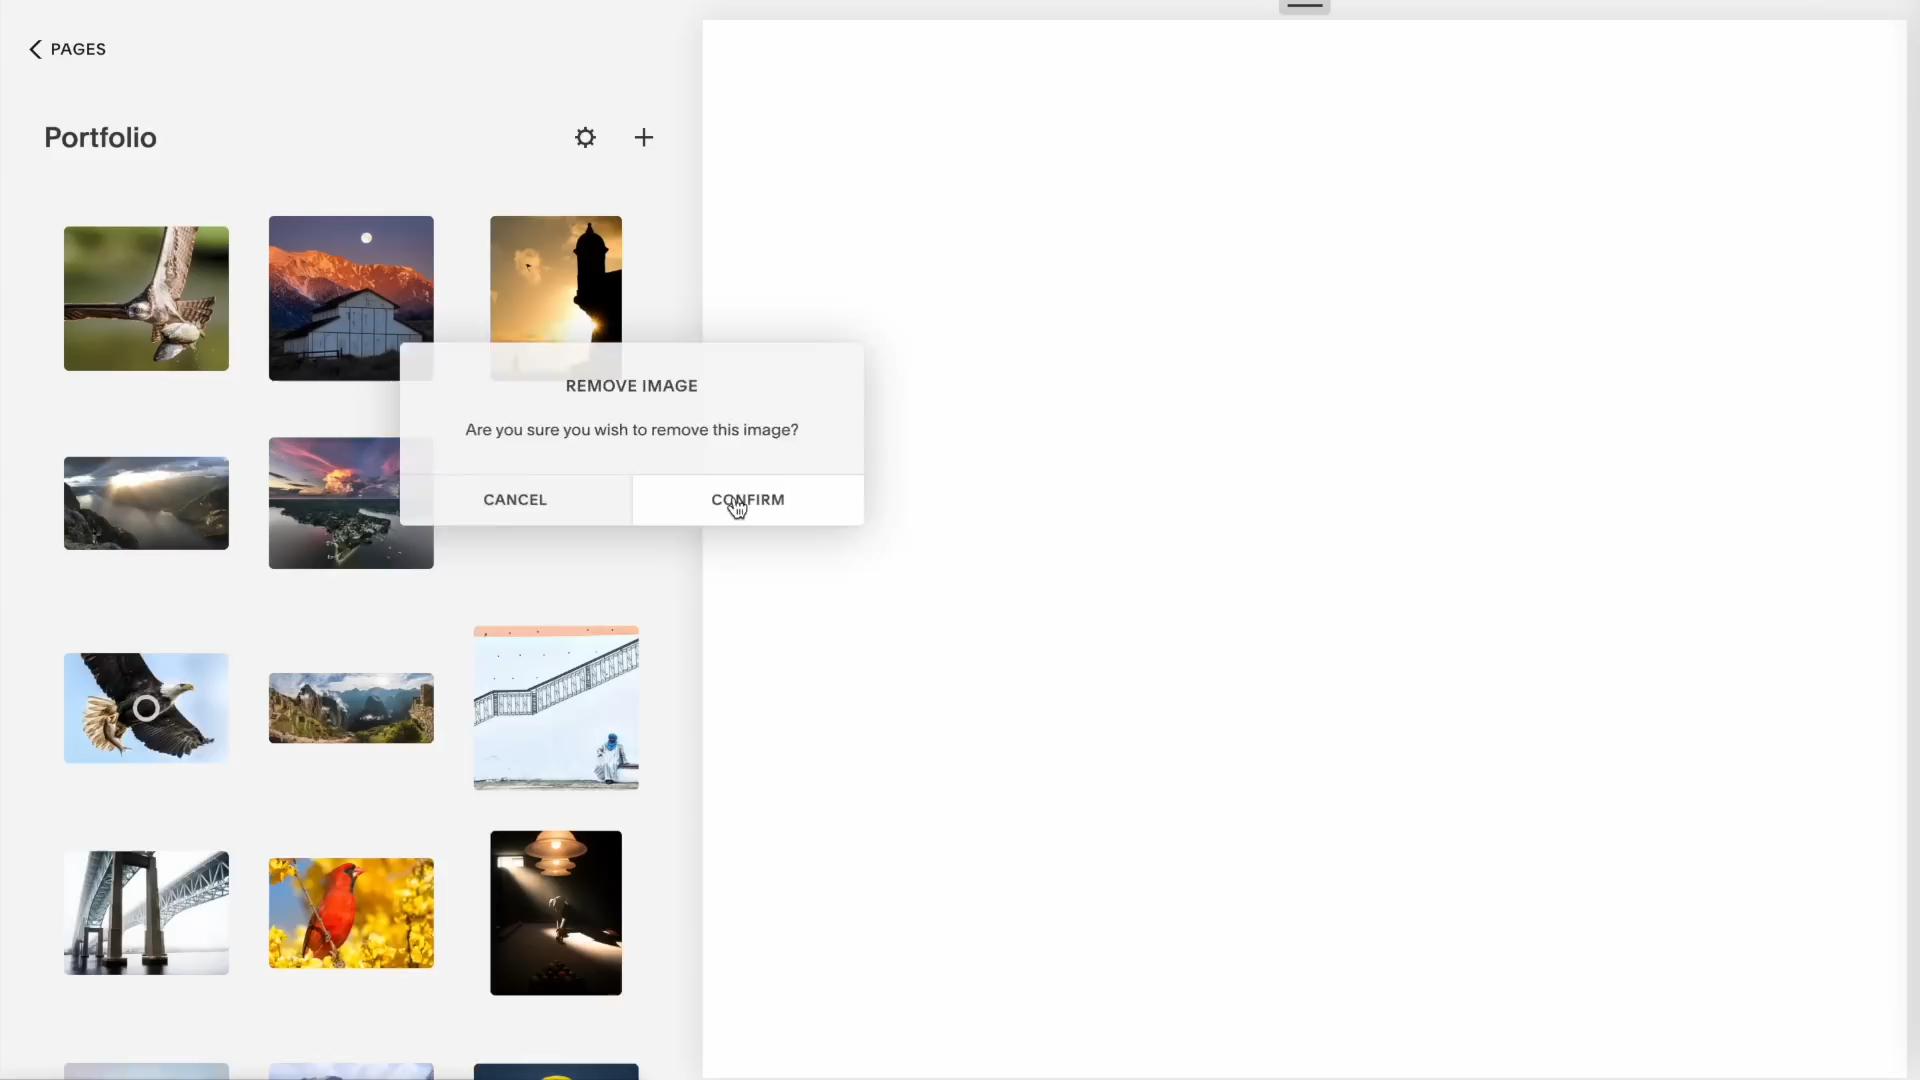 PAGES
Portfolio
REMOVE IMAGE
Are you sure you wish to remove this image?
CANCEL
CONFIRM